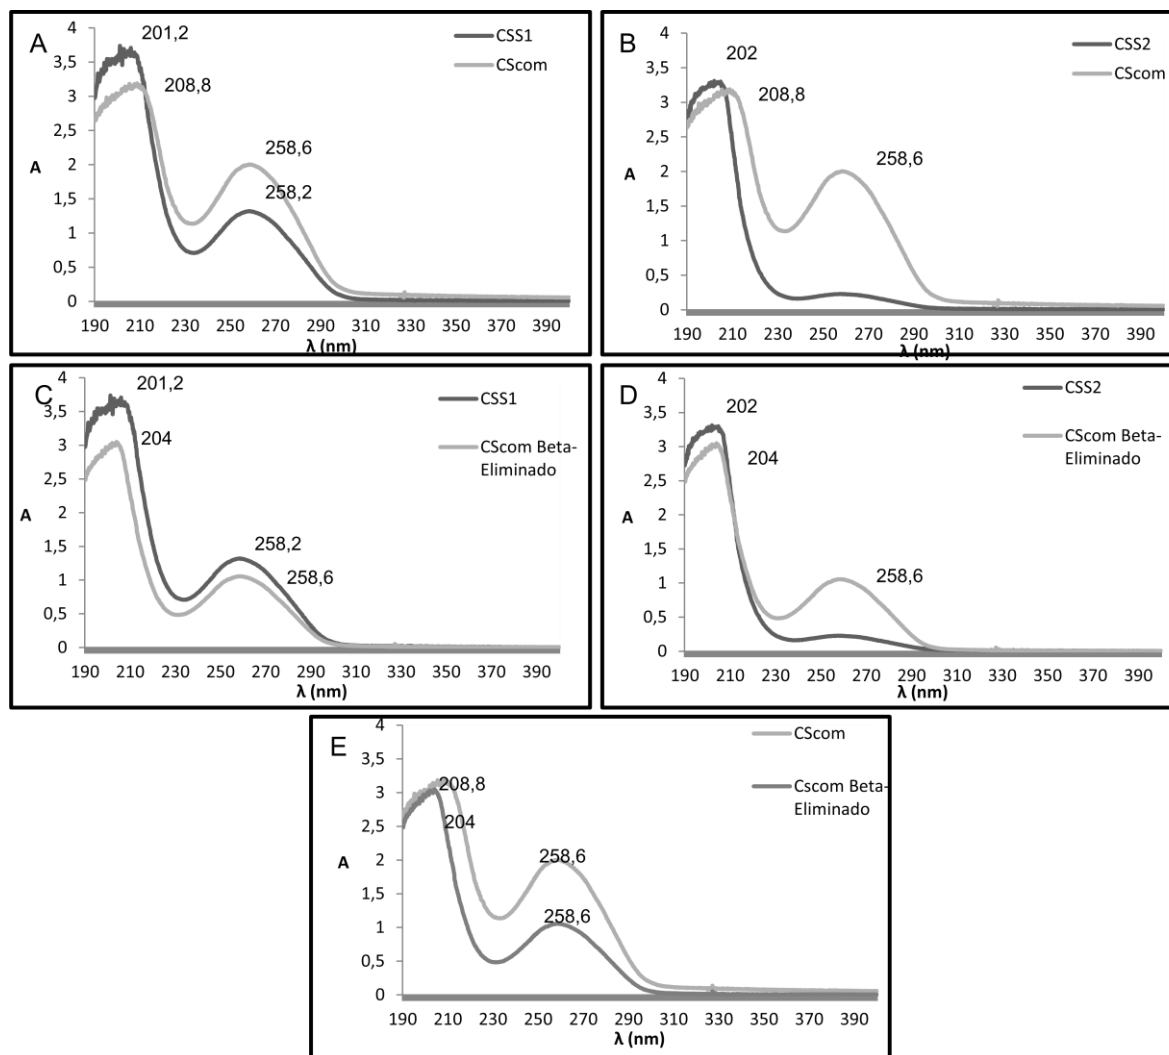 A
201,2
CSS1
CScom
208,8
258,6
258,2
A
4
3,5
3
2,5
2
1,5
1
0,5
0
190 210 230 250 270 290 310 330 350 370 390
λ (nm)
B
202
CSS2
CScom
208,8
258,6
A
4
3,5
3
2,5
2
1,5
1
0,5
0
190 210 230 250 270 290 310 330 350 370 390
λ (nm)
C
201,2
CSS1
204
CScom Beta-
Eliminado
258,2
258,6
A
4
3,5
3
2,5
2
1,5
1
0,5
0
190 210 230 250 270 290 310 330 350 370 390
λ (nm)
D
202
CSS2
204
CScom Beta-
Eliminado
258,6
A
4
3,5
3
2,5
2
1,5
1
0,5
0
190 210 230 250 270 290 310 330 350 370 390
λ (nm)
E
CScom
208,8
Cscom Beta-
Eliminado
204
258,6
258,6
A
4
3,5
3
2,5
2
1,5
1
0,5
0
190 210 230 250 270 290 310 330 350 370 390
λ (nm)